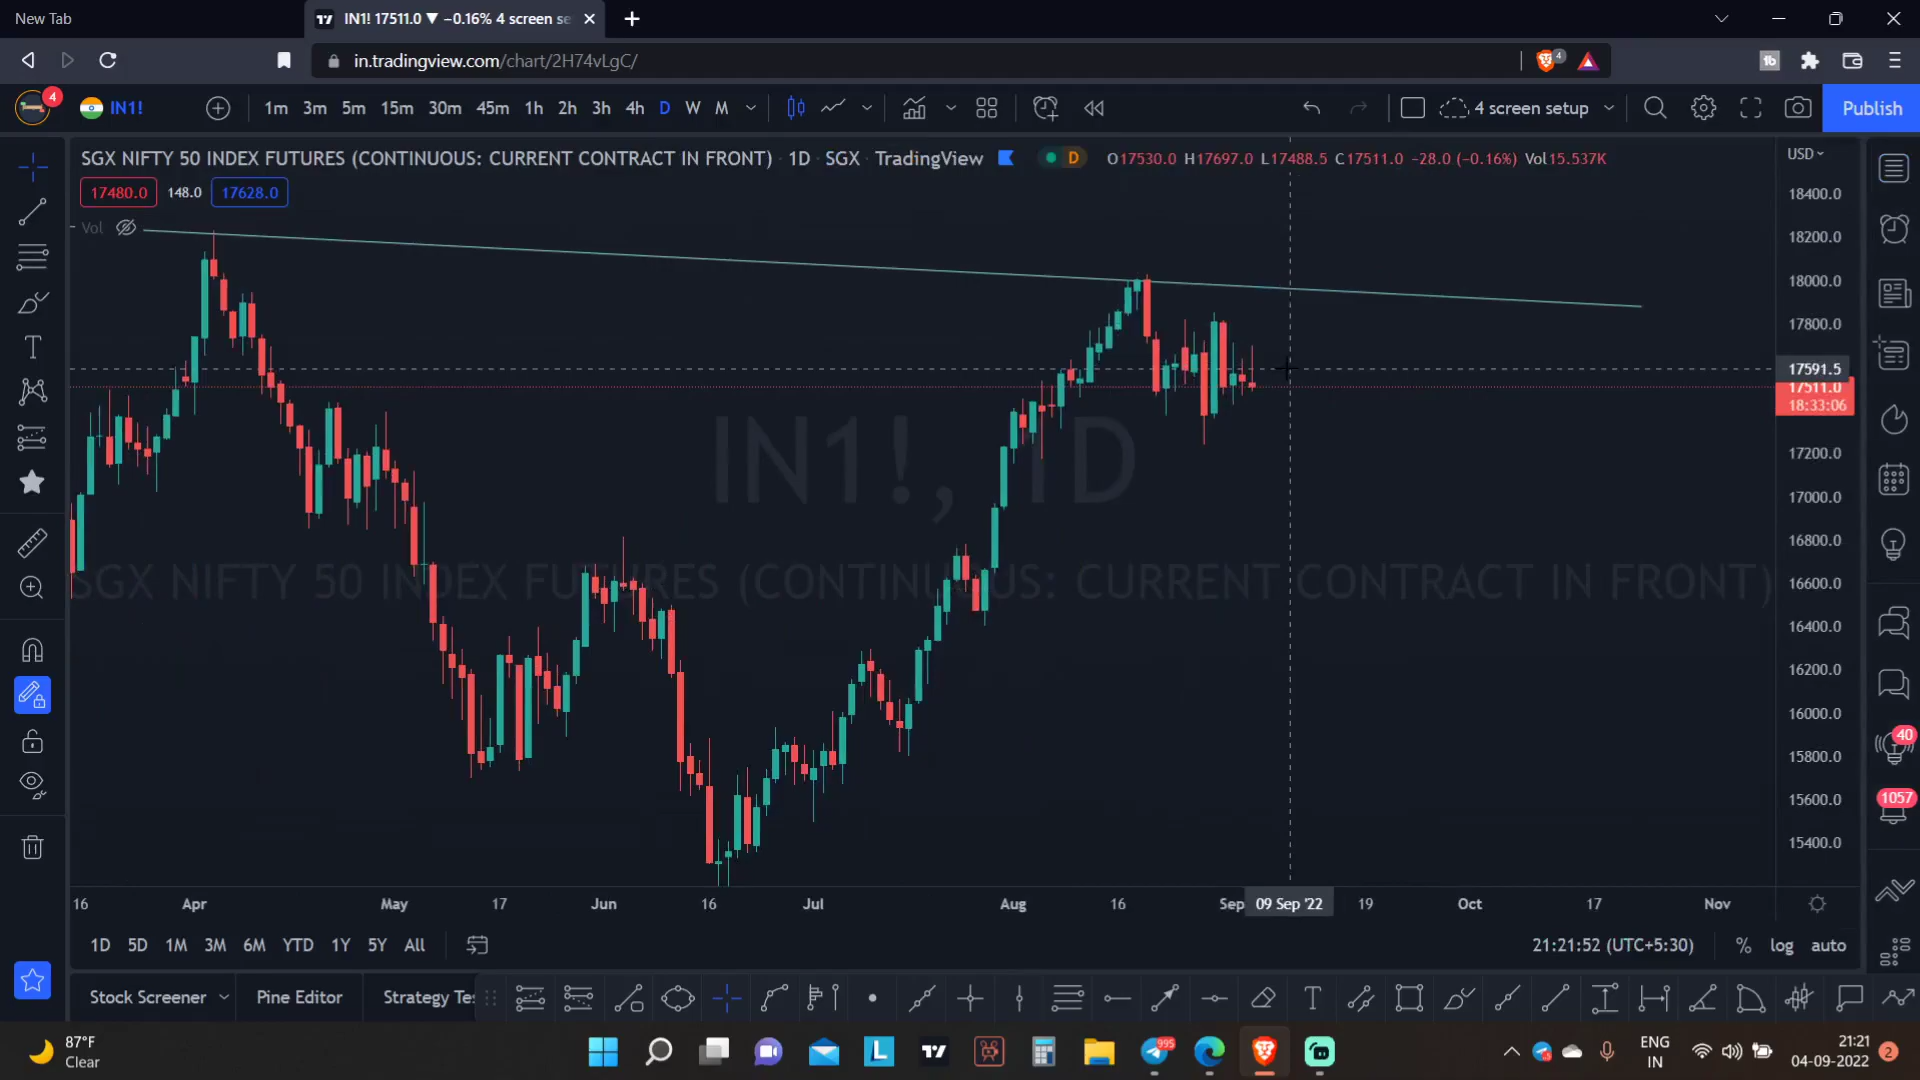 New Tab
IN1! 17511.0 ▼ −0.16% 4 screen se
in.tradingview.com/chart/2H74vLgC/
4
4
IN1!
1m 3m 5m 15m 30m 45m 1h 2h 3h 4h D W M
4 screen setup
Publish
SGX NIFTY 50 INDEX FUTURES (CONTINUOUS: CURRENT CONTRACT IN FRONT) · 1D · SGX · TradingView
D
O17530.0 H17697.0 L17488.5 C17511.0 −28.0 (−0.16%) Vol15.537K
USD
17480.0 148.0 17628.0
Vol
18400.0
18200.0
18000.0
17800.0
17591.5
17511.0
18:33:06
17200.0
17000.0
16800.0
16600.0
16400.0
16200.0
16000.0
15800.0
15600.0
15400.0
IN1!, 1D
SGX NIFTY 50 INDEX FUTURES (CONTINUOUS: CURRENT CONTRACT IN FRONT)
40
1057
16 Apr May 17 Jun 16 Jul Aug 16 Sep 09 Sep '22 19 Oct 17 Nov
1D 5D 1M 3M 6M YTD 1Y 5Y All
21:21:52 (UTC+5:30) % log auto
Stock Screener Pine Editor Strategy Tes
87°F
Clear
995
ENG
IN
21:21
04-09-2022
2